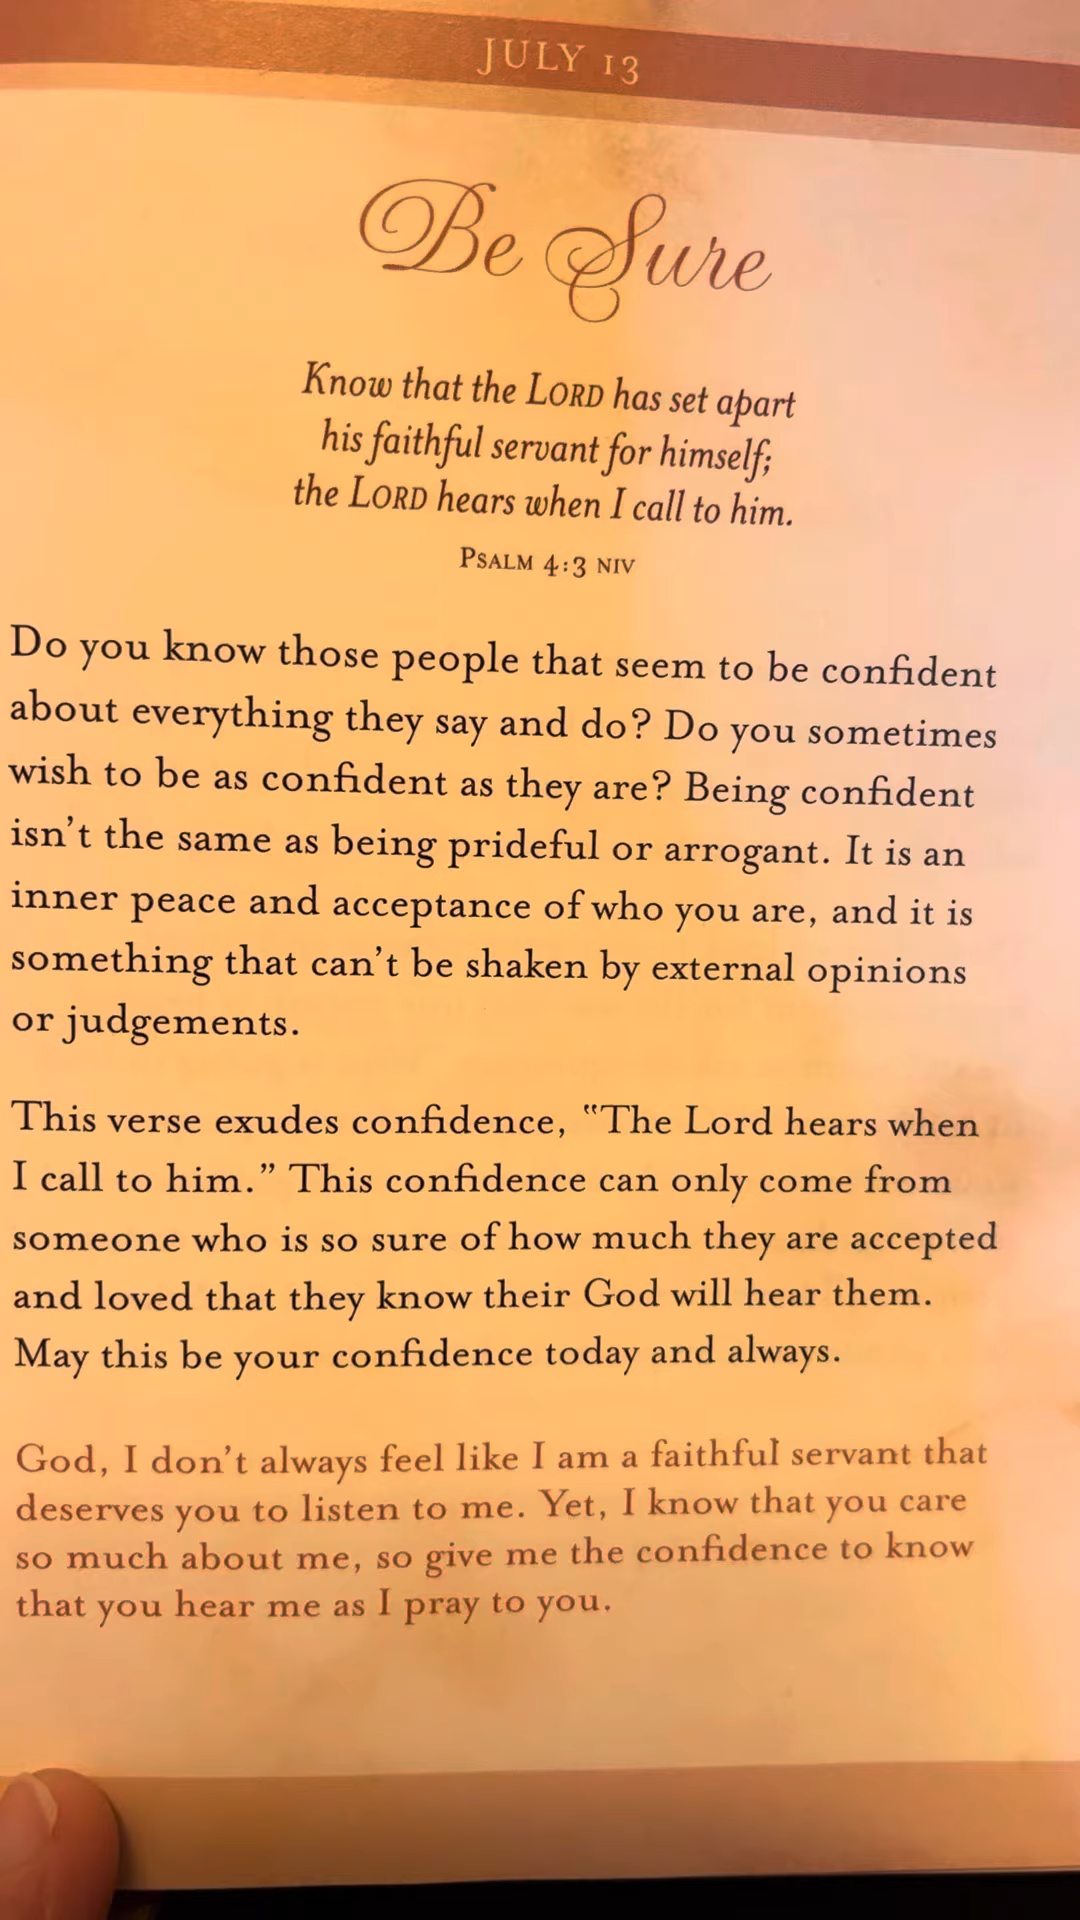 JULY 13
Be Sure
Know that the LORD has set apart
his faithful servant for himself;
the LORD hears when I call to him.
PSALM 4:3 NIV
Do you know those people that seem to be confident
about everything they say and do? Do you sometimes
wish to be as confident as they are? Being confident
isn't the same as being prideful or arrogant. It is an
inner peace and acceptance of who you are, and it is
something that can't be shaken by external opinions
or judgements.
This verse exudes confidence, "The Lord hears when
I call to him." This confidence can only come from
someone who is so sure of how much they are accepted
and loved that they know their God will hear them.
May this be your confidence today and always.
God, I don't always feel like I am a faithful servant that
deserves you to listen to me. Yet, I know that you care
so much about me, so give me the confidence to know
that you hear me as I pray to you.